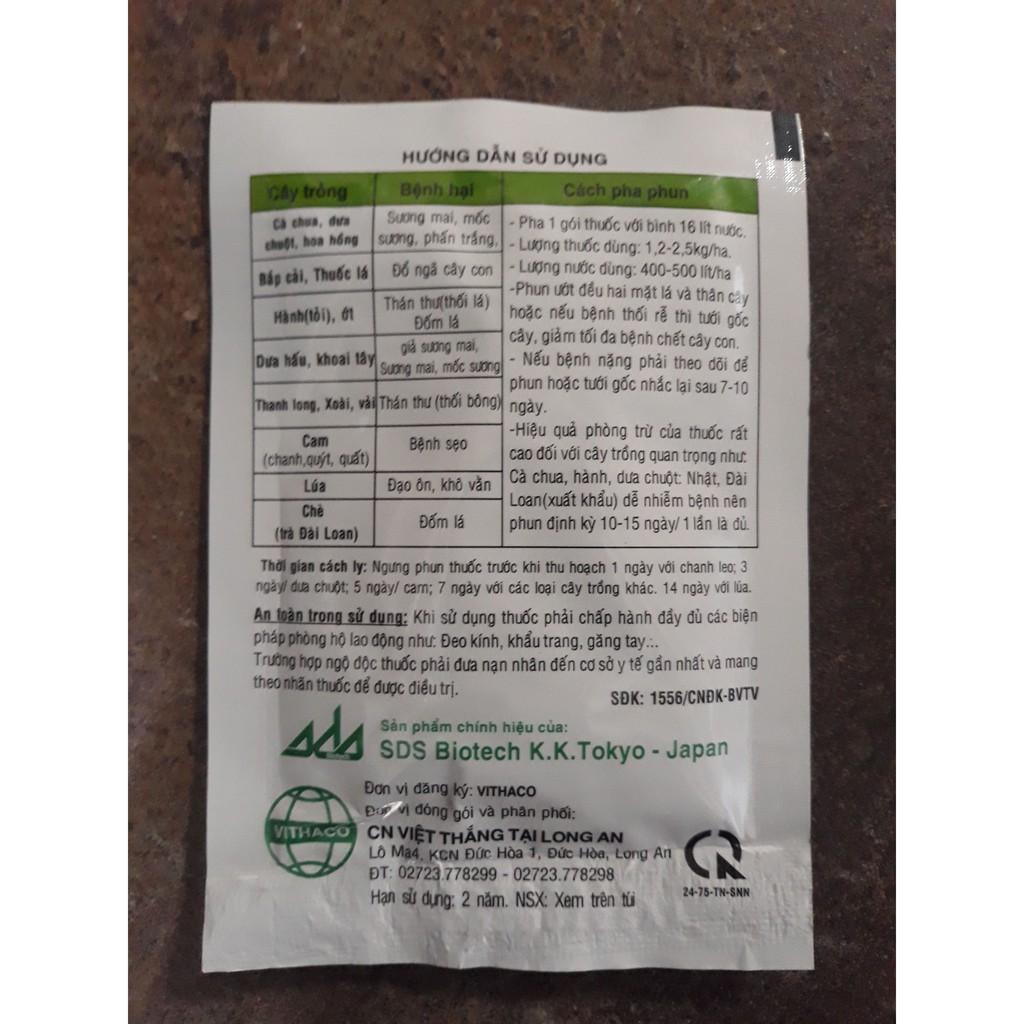 HƯỚNG DẪN SỬ DỤNG
Cây trồng
Bệnh hại
Cách pha phun
Cà chua, dưa
chuột, hoa hồng
Sương mai, mốc
sương, phấn trắng,
Bắp cải, Thuốc lá
Đổ ngã cây con
Hành(tỏi), ớt
Thán thư(thối lá)
Đốm lá
Dưa hấu, khoai tây
giả sương mai,
Sương mai, mốc sương
Thanh long, Xoài, vải
Thán thư (thối bông)
Cam
(chanh,quýt, quất)
Bệnh sẹo
Lúa
Đạo ôn, khô vằn
Chè
(trà Đài Loan)
Đốm lá
- Pha 1 gói thuốc với bình 16 lít nước.
- Lượng thuốc dùng: 1,2-2,5kg/ha.
- Lượng nước dùng: 400-500 lít/ha
-Phun ướt đều hai mặt lá và thân cây
hoặc nếu bệnh thối rễ thì tưới gốc
cây, giảm tối đa bệnh chết cây con.
- Nếu bệnh nặng phải theo dõi để
phun hoặc tưới gốc nhắc lại sau 7-10
ngày.
-Hiệu quả phòng trừ của thuốc rất
cao đối với cây trồng quan trọng như:
Cà chua, hành, dưa chuột: Nhật, Đài
Loan(xuất khẩu) dễ nhiễm bệnh nên
phun định kỳ 10-15 ngày/ 1 lần là đủ.
Thời gian cách ly: Ngưng phun thuốc trước khi thu hoạch 1 ngày với chanh leo; 3
ngày/ dưa chuột; 5 ngày/ cam; 7 ngày với các loại cây trồng khác. 14 ngày với lúa.
An toàn trong sử dụng: Khi sử dụng thuốc phải chấp hành đầy đủ các biện
pháp phòng hộ lao động như: Đeo kính, khẩu trang, găng tay...
Trường hợp ngộ độc thuốc phải đưa nạn nhân đến cơ sở y tế gần nhất và mang
theo nhãn thuốc để được điều trị.
SĐK: 1556/CNĐK-BVTV
sds
Sản phẩm chính hiệu của:
SDS Biotech K.K.Tokyo - Japan
VITHACO
Đơn vị đăng ký: VITHACO
Đơn vị đóng gói và phân phối:
CN VIỆT THẮNG TẠI LONG AN
Lô Ma4, KCN Đức Hòa 1, Đức Hòa, Long An
ĐT: 02723.778299 - 02723.778298
Hạn sử dụng: 2 năm. NSX: Xem trên túi
24-75-TN-SNN